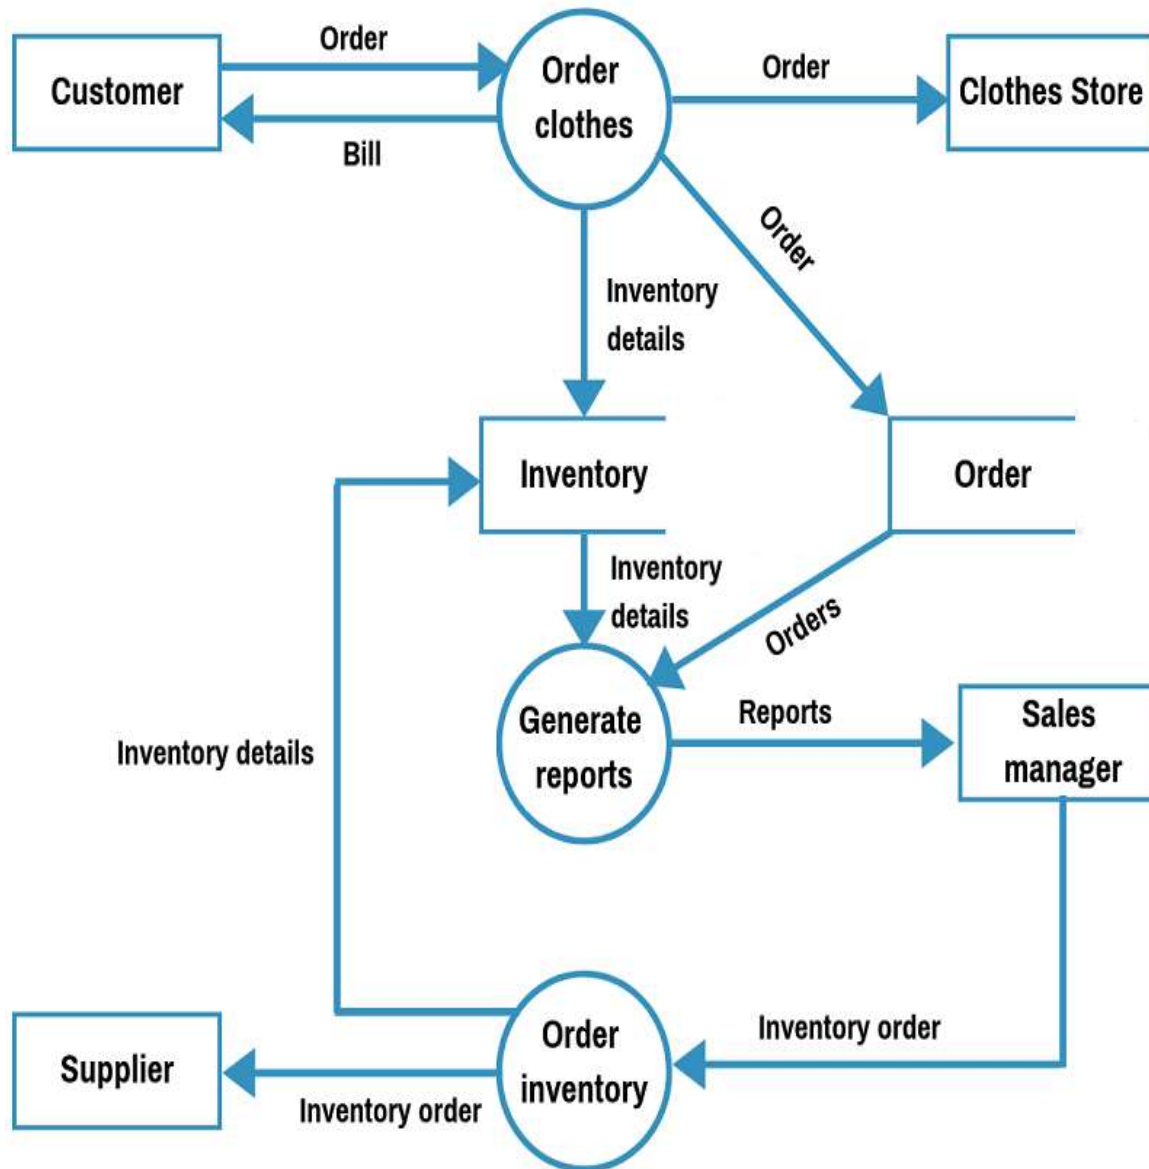 Order
Customer
Bill
Order
clothes
Order
Clothes Store
Order
Inventory
details
Inventory
Order
Inventory
details
Orders
Generate
reports
Reports
Sales
manager
Inventory details
Order
inventory
Inventory order
Supplier
Inventory order